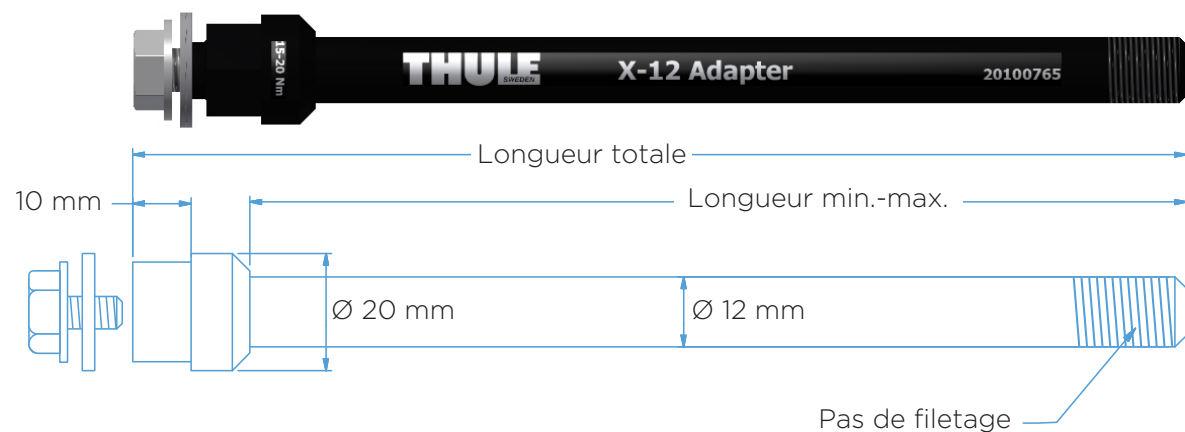 15-20 Nm
THULE
SWEDEN
X-12 Adapter
20100765
Longueur totale
10 mm
Longueur min.-max.
Ø 20 mm
Ø 12 mm
Pas de filetage